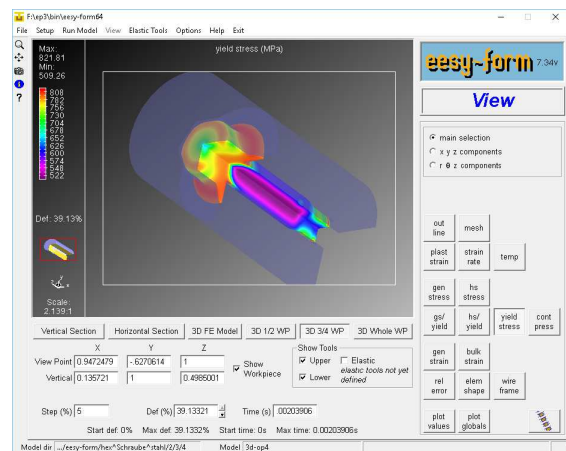 F:\ep3\bin\eesy-form64
File Setup Run Model View Elastic Tools Options Help Exit
yield stress (MPa)
Max:
821.81
Min:
509.26
808
782
756
730
704
678
652
626
600
574
548
522
Def: 39.13%
Scale:
2.139:1
eesy-form 7.34v
View
main selection
x y z components
r θ z components
out line
mesh
plast strain
strain rate
temp
gen stress
hs stress
gs/ yield
hs/ yield
yield stress
cont press
gen strain
bulk strain
rel error
elem shape
wire frame
plot values
plot globals
Vertical Section Horizontal Section 3D FE Model 3D 1/2 WP 3D 3/4 WP 3D Whole WP
X Y Z
View Point 0.9472479 -.6270614 1
Vertical 0.135721 1 0.4985001
Show Workpiece
Show Tools
Upper Elastic
Lower elastic tools not yet defined
Step (%) 5 Def (%) 39.13321 Time (s) .00203906
Start def: 0% Max def: 39.1332% Start time: 0s Max time: 0.00203906s
Model dir .../eesy-form/hex^Schraube^stahl/2/3/4 Model 3d-op4